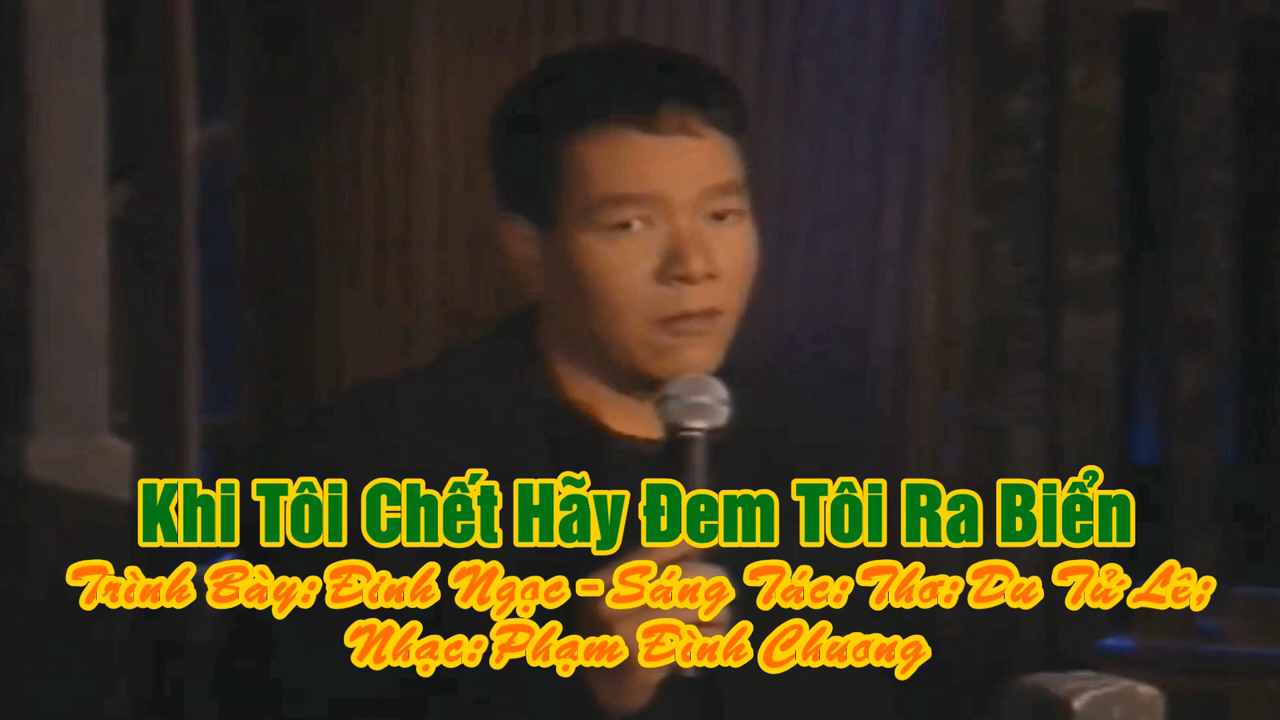 Khi Tôi Chết Hãy Đem Tôi Ra Biển
Trình Bày: Đinh Ngọc - Sáng Tác: Thơ: Du Tử Lê;
Nhạc: Phạm Đình Chương